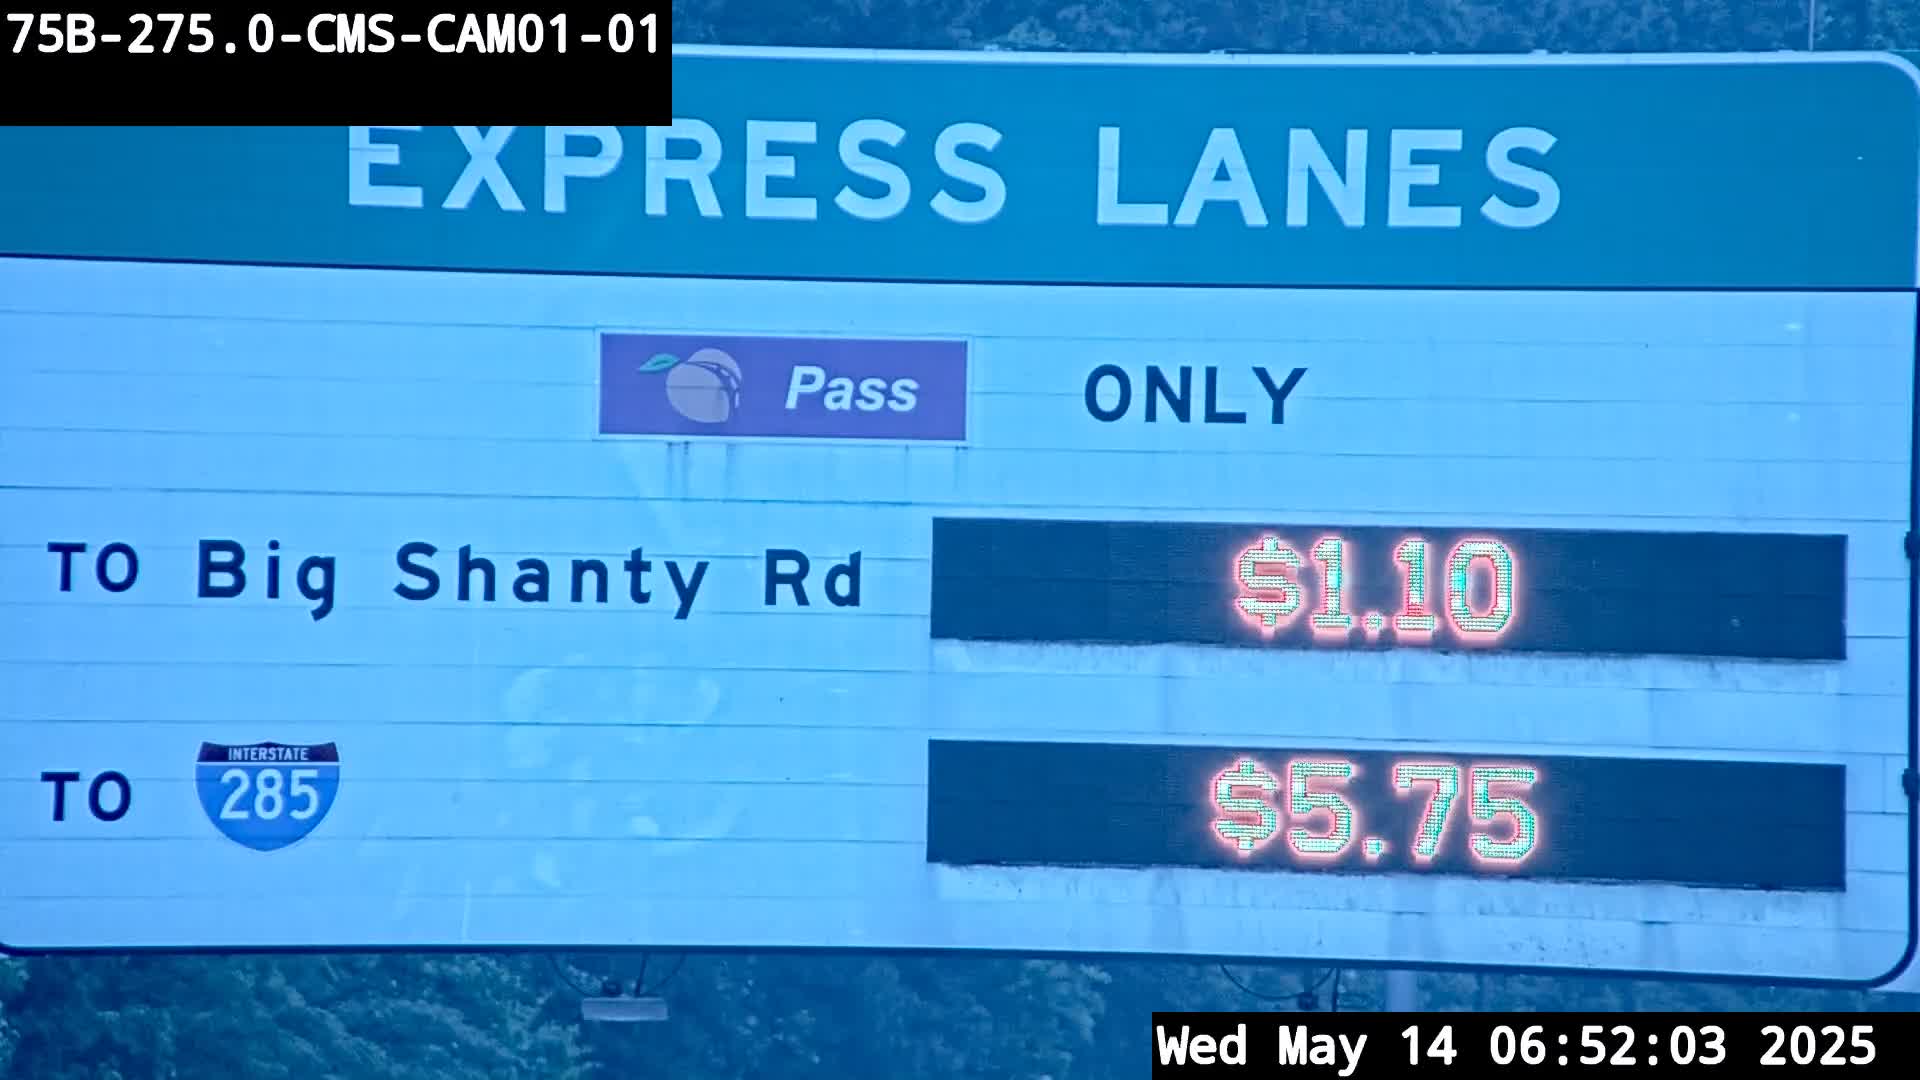 75B-275.0-CMS-CAM01-01
EXPRESS LANES
Pass ONLY
TO Big Shanty Rd $1.10
TO INTERSTATE 285 $5.75
Wed May 14 06:52:03 2025